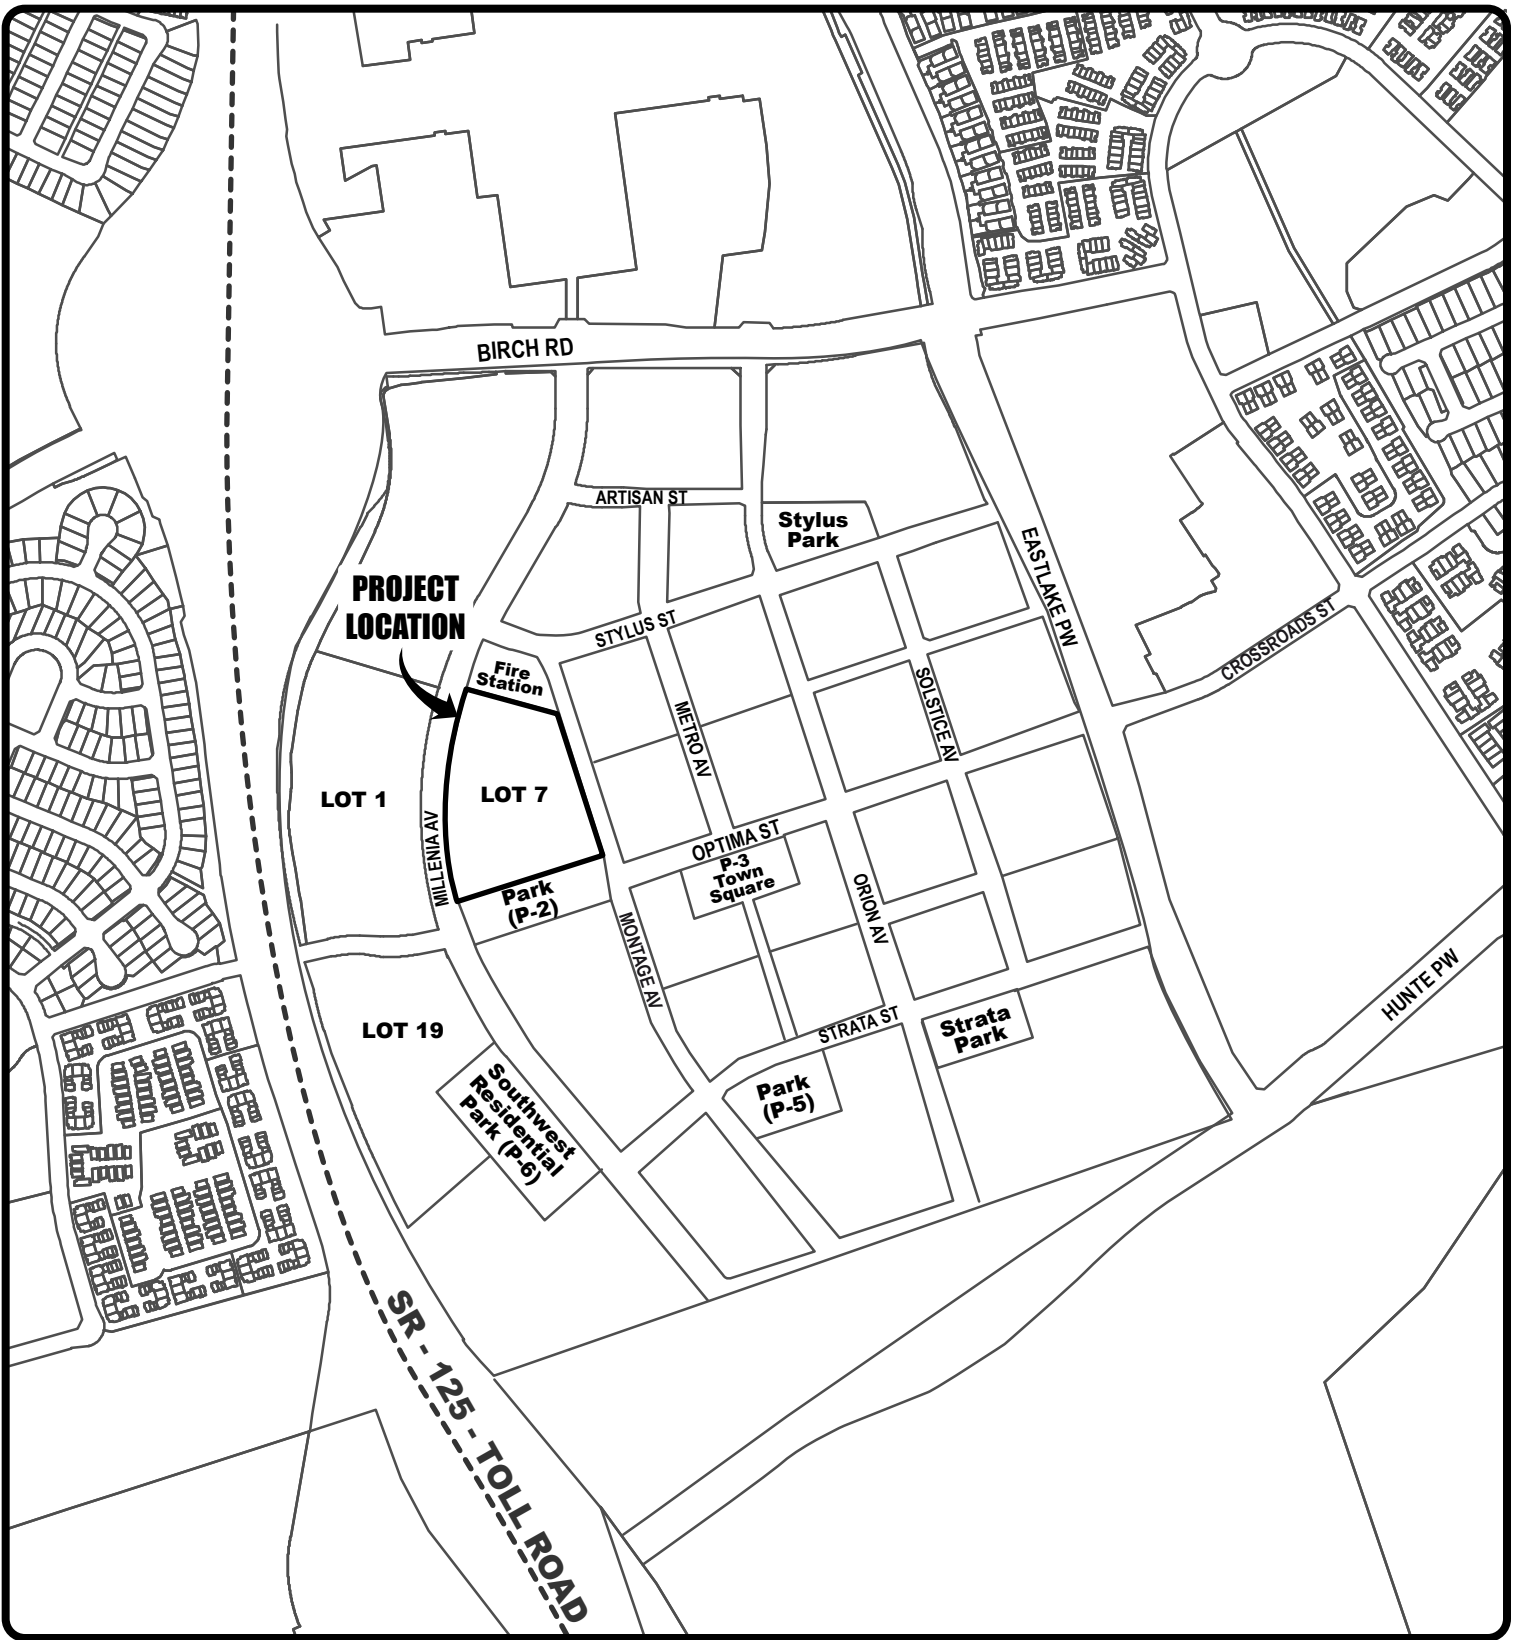 BIRCH RD
ARTISAN ST
Stylus
Park
EASTLAKE PW
PROJECT
LOCATION
STYLUS ST
CROSSROADS ST
Fire
Station
SOLSTICE AV
METRO AV
LOT 1
LOT 7
MILLENIA AV
OPTIMA ST
P-3
Town
Square
Park
(P-2)
ORION AV
MONTAGE AV
HUNTE PW
LOT 19
STRATA ST
Strata
Park
Southwest
Residential
Park (P-6)
Park
(P-5)
SR - 125 - TOLL ROAD